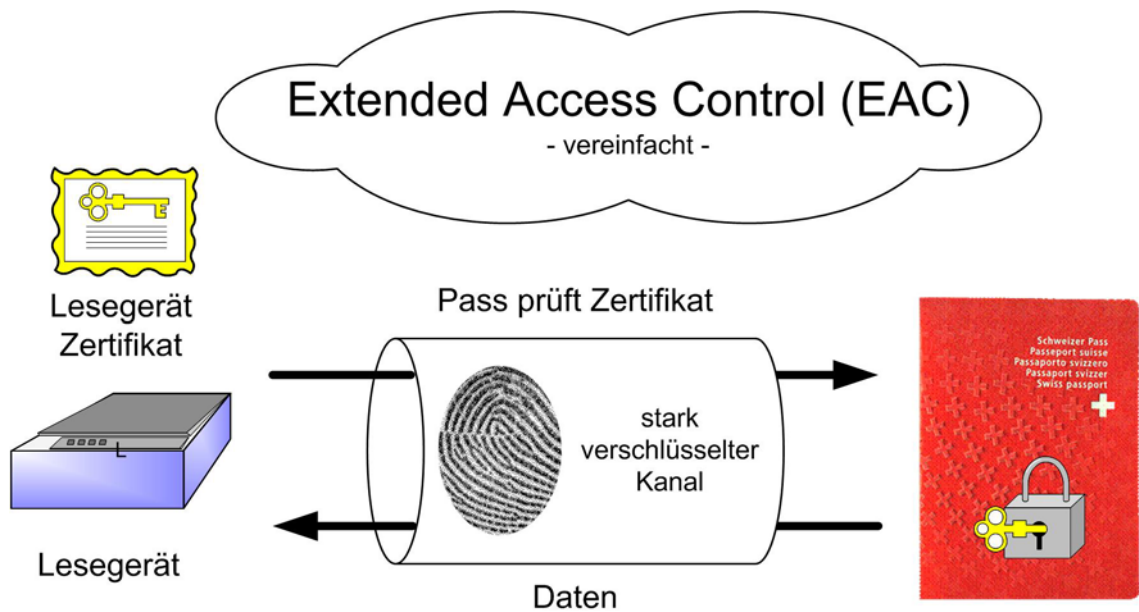 Extended Access Control (EAC)
- vereinfacht -
Lesegerät
Zertifikat
Pass prüft Zertifikat
Schweizer Pass
Passeport suisse
Passaporto svizzero
Passaport svizzer
Swiss passport
stark
verschlüsselter
Kanal
Lesegerät
Daten